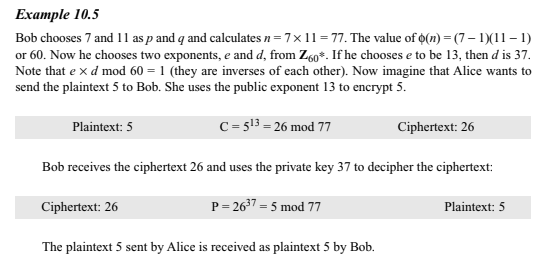 Example 10.5
Bob chooses 7 and 11 as p and q and calculates n = 7 × 11 = 77. The value of ϕ(n) = (7 – 1)(11 – 1)
or 60. Now he chooses two exponents, e and d, from Z₆₀*. If he chooses e to be 13, then d is 37.
Note that e × d mod 60 = 1 (they are inverses of each other). Now imagine that Alice wants to
send the plaintext 5 to Bob. She uses the public exponent 13 to encrypt 5.
Plaintext: 5 C = 5¹³ = 26 mod 77 Ciphertext: 26
Bob receives the ciphertext 26 and uses the private key 37 to decipher the ciphertext:
Ciphertext: 26 P = 26³⁷ = 5 mod 77 Plaintext: 5
The plaintext 5 sent by Alice is received as plaintext 5 by Bob.